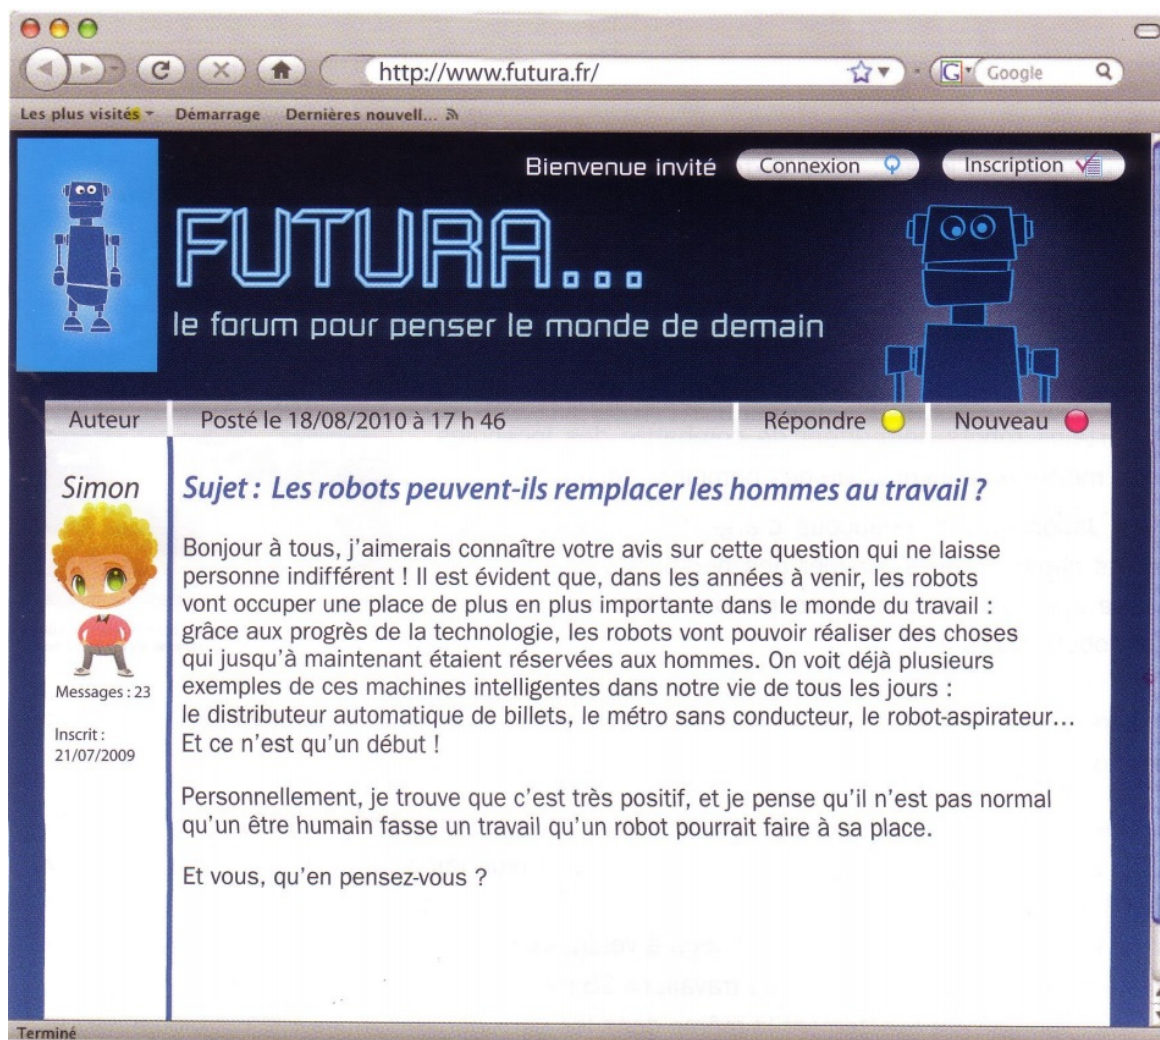 http://www.futura.fr/
Google
Les plus visités
Démarrage
Dernières nouvell...
Bienvenue invité
Connexion
Inscription
FUTURA...
le forum pour penser le monde de demain
Auteur
Posté le 18/08/2010 à 17 h 46
Répondre
Nouveau
Simon
Messages : 23
Inscrit :
21/07/2009
Sujet : Les robots peuvent-ils remplacer les hommes au travail ?
Bonjour à tous, j'aimerais connaître votre avis sur cette question qui ne laisse
personne indifférent ! Il est évident que, dans les années à venir, les robots
vont occuper une place de plus en plus importante dans le monde du travail :
grâce aux progrès de la technologie, les robots vont pouvoir réaliser des choses
qui jusqu'à maintenant étaient réservées aux hommes. On voit déjà plusieurs
exemples de ces machines intelligentes dans notre vie de tous les jours :
le distributeur automatique de billets, le métro sans conducteur, le robot-aspirateur...
Et ce n'est qu'un début !
Personnellement, je trouve que c'est très positif, et je pense qu'il n'est pas normal
qu'un être humain fasse un travail qu'un robot pourrait faire à sa place.
Et vous, qu'en pensez-vous ?
Terminé